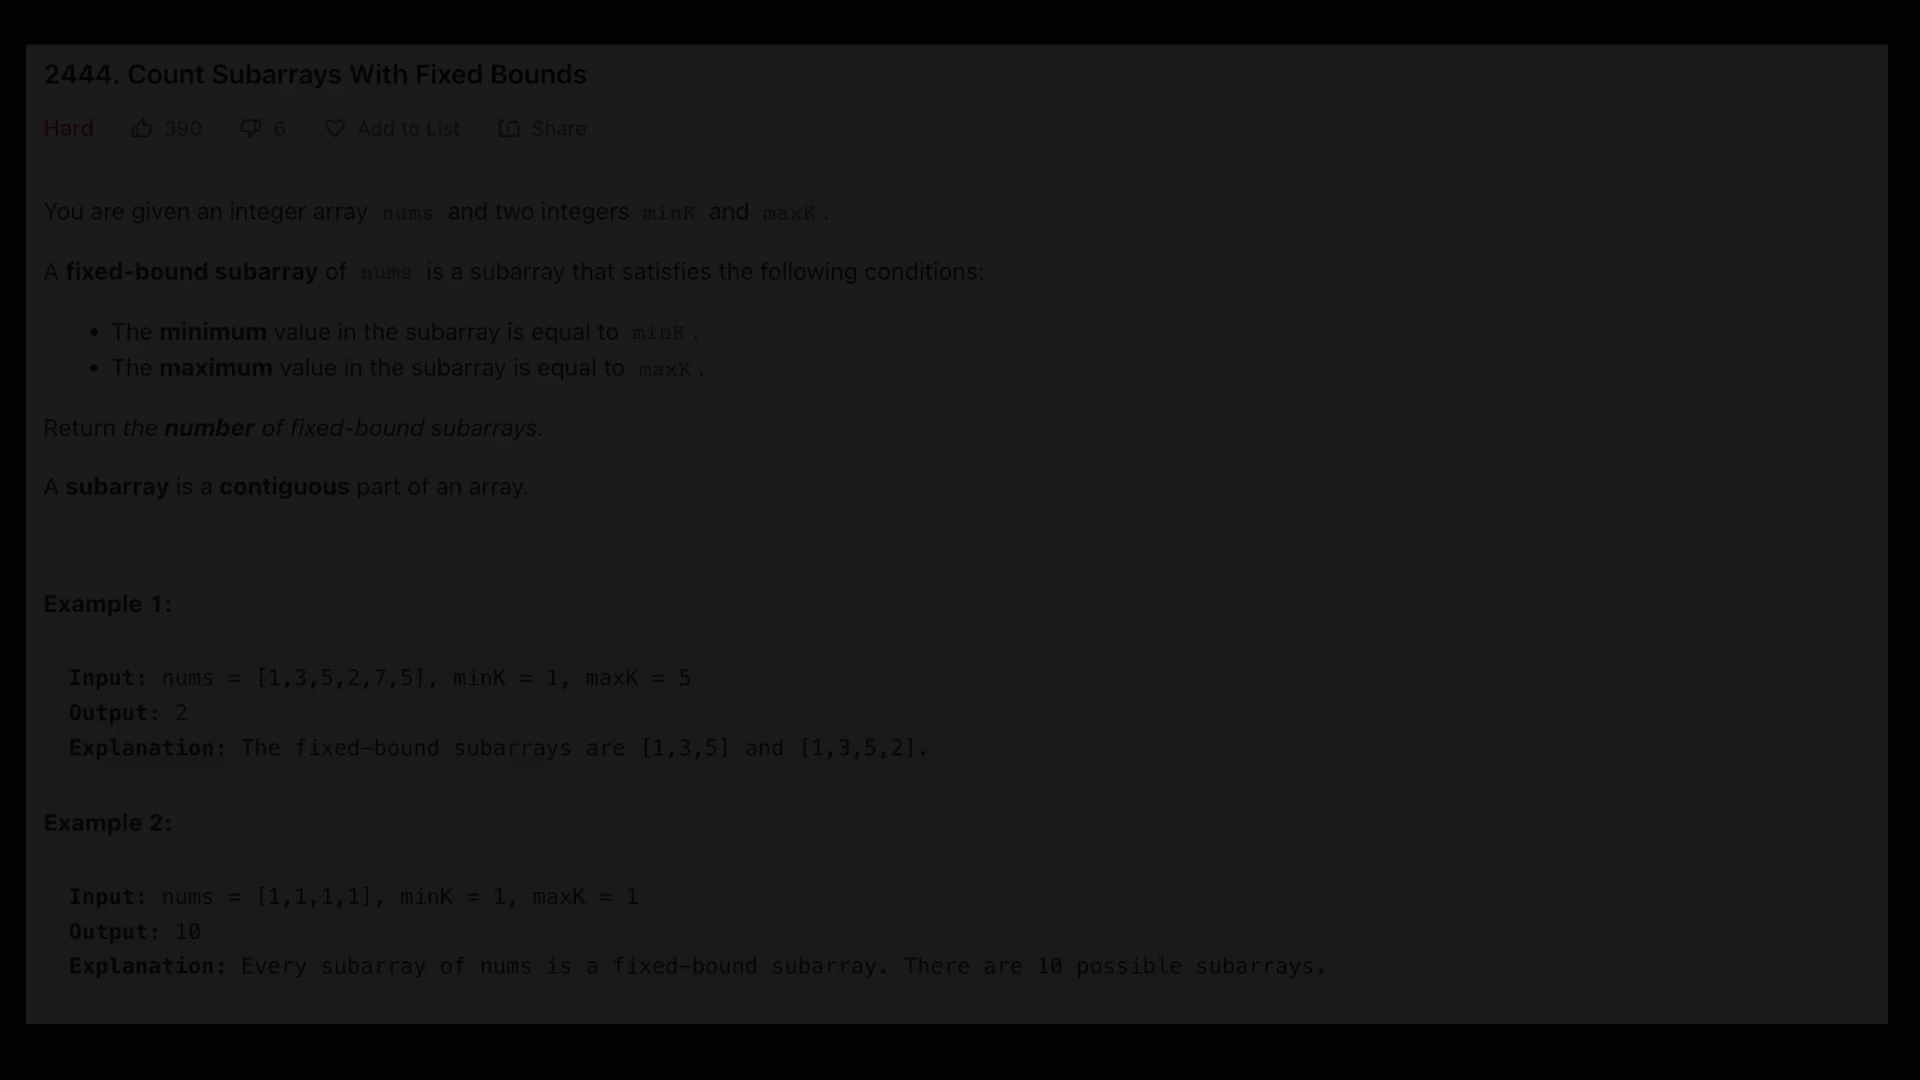 2444. Count Subarrays With Fixed Bounds
Hard 390 6 Add to List Share
You are given an integer array nums and two integers minK and maxK.
A fixed-bound subarray of nums is a subarray that satisfies the following conditions:
• The minimum value in the subarray is equal to minK.
• The maximum value in the subarray is equal to maxK.
Return the number of fixed-bound subarrays.
A subarray is a contiguous part of an array.
Example 1:
Input: nums = [1,3,5,2,7,5], minK = 1, maxK = 5
Output: 2
Explanation: The fixed-bound subarrays are [1,3,5] and [1,3,5,2].
Example 2:
Input: nums = [1,1,1,1], minK = 1, maxK = 1
Output: 10
Explanation: Every subarray of nums is a fixed-bound subarray. There are 10 possible subarrays.